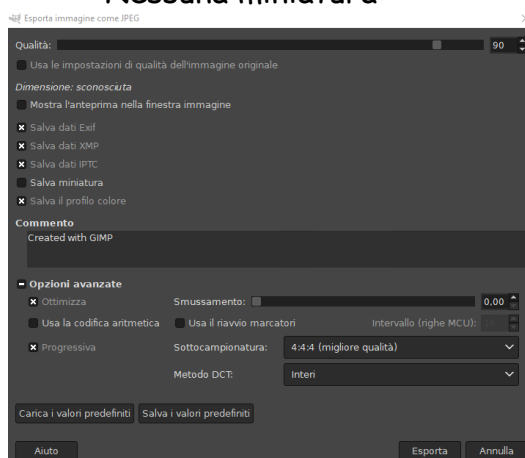 Nessuna miniatura
Esporta immagine come JPEG
Qualità: 90
Usa le impostazioni di qualità dell'immagine originale
Dimensione: sconosciuta
Mostra l'anteprima nella finestra immagine
Salva dati Exif
Salva dati XMP
Salva dati IPTC
Salva miniatura
Salva il profilo colore
Commento
Created with GIMP
Opzioni avanzate
Ottimizza Smussamento: 0,00
Usa la codifica aritmetica Usa il riavvio marcatori Intervallo (righe MCU):
Progressiva Sottocampionatura: 4:4:4 (migliore qualità)
Metodo DCT: Interi
Carica i valori predefiniti Salva i valori predefiniti
Aiuto Esporta Annulla